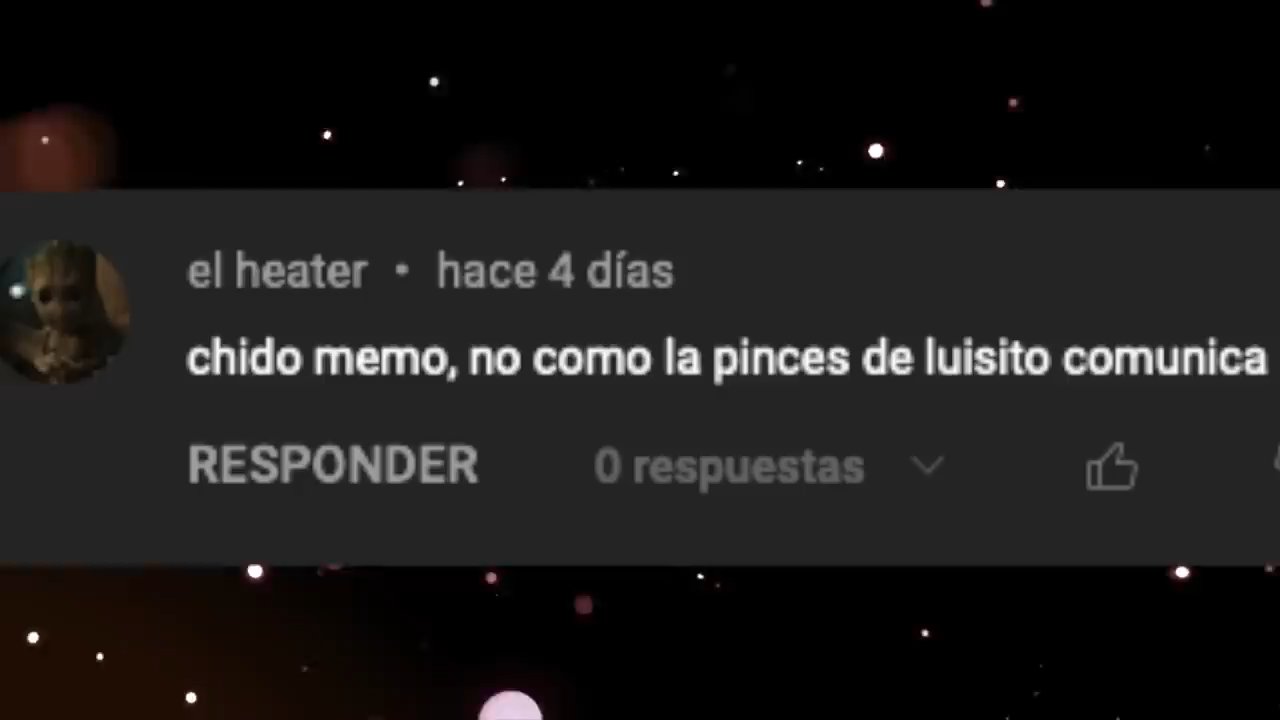 el heater • hace 4 días
chido memo, no como la pinces de luisito comunica
RESPONDER 0 respuestas